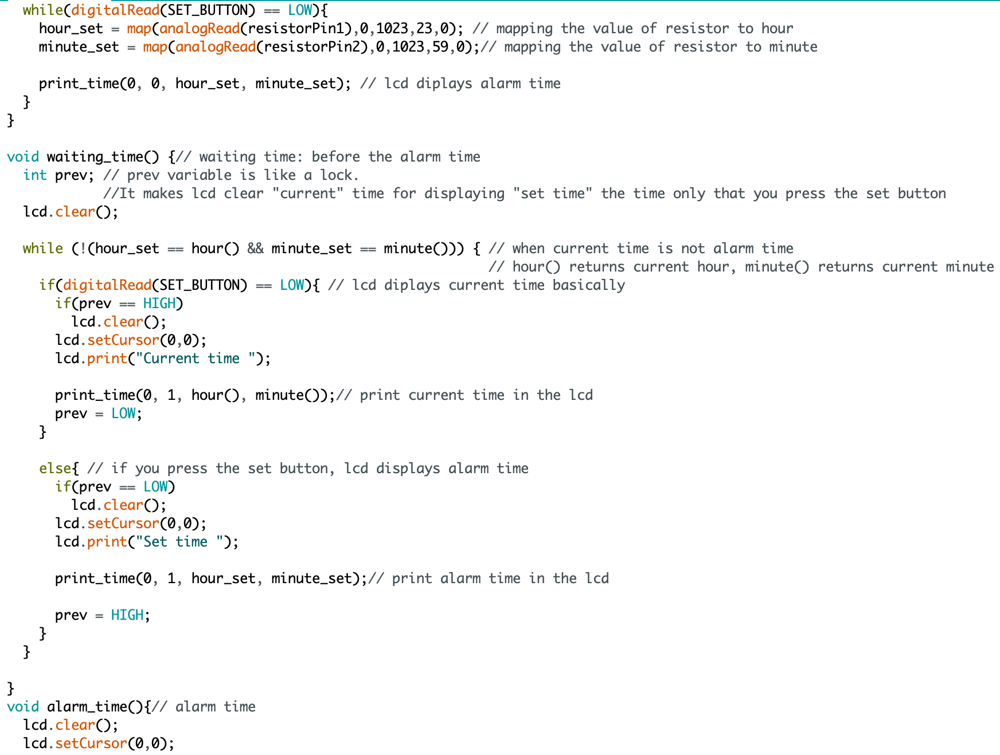 while(digitalRead(SET_BUTTON) == LOW){
hour_set = map(analogRead(resistorPin1),0,1023,23,0); // mapping the value of resistor to hour
minute_set = map(analogRead(resistorPin2),0,1023,59,0);// mapping the value of resistor to minute
print_time(0, 0, hour_set, minute_set); // lcd diplays alarm time
}
}
void waiting_time() {// waiting time: before the alarm time
int prev; // prev variable is like a lock.
//It makes lcd clear "current" time for displaying "set time" the time only that you press the set button
lcd.clear();
while (!(hour_set == hour() && minute_set == minute())) { // when current time is not alarm time
// hour() returns current hour, minute() returns current minute
if(digitalRead(SET_BUTTON) == LOW){ // lcd diplays current time basically
if(prev == HIGH)
lcd.clear();
lcd.setCursor(0,0);
lcd.print("Current time ");
print_time(0, 1, hour(), minute());// print current time in the lcd
prev = LOW;
}
else{ // if you press the set button, lcd displays alarm time
if(prev == LOW)
lcd.clear();
lcd.setCursor(0,0);
lcd.print("Set time ");
print_time(0, 1, hour_set, minute_set);// print alarm time in the lcd
prev = HIGH;
}
}
}
void alarm_time(){// alarm time
lcd.clear();
lcd.setCursor(0,0);